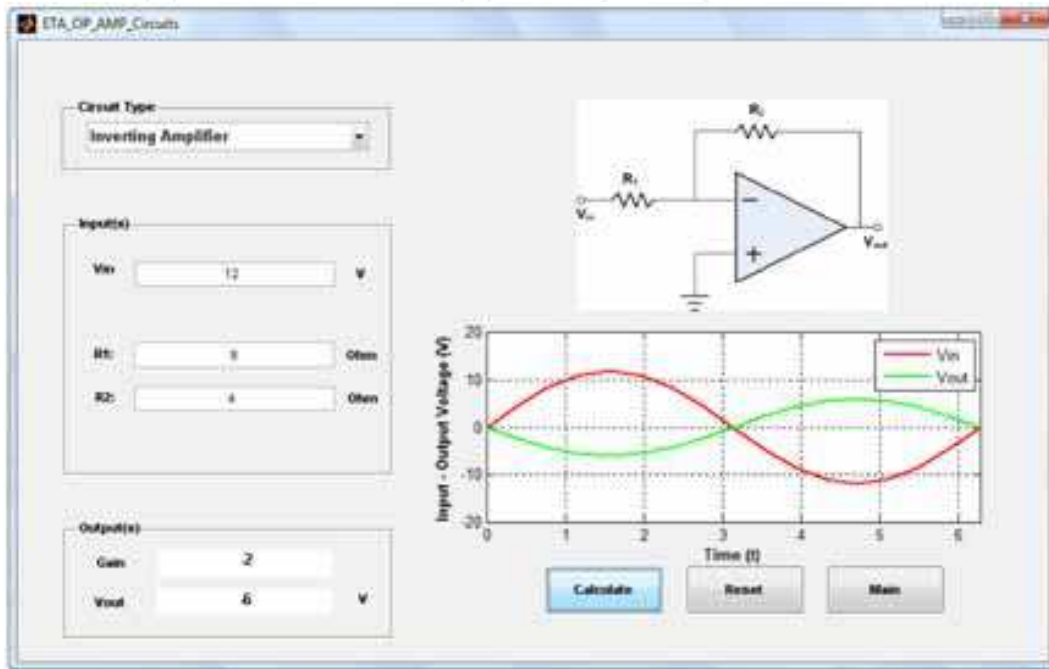 ETA_OP_AMP_Circuits
Circuit Type
Inverting Amplifier
Input(s)
Vin
12
V
R1:
8
Ohm
R2:
4
Ohm
Output(s)
Gain
Vout
V
R₂
R₁
Vᵢₙ
Vₒᵤₜ
Input - Output Voltage (V)
20
10
0
-10
-20
Vin
Vout
0 1 2 3 4 5 6
Time (t)
Calculate
Reset
Main